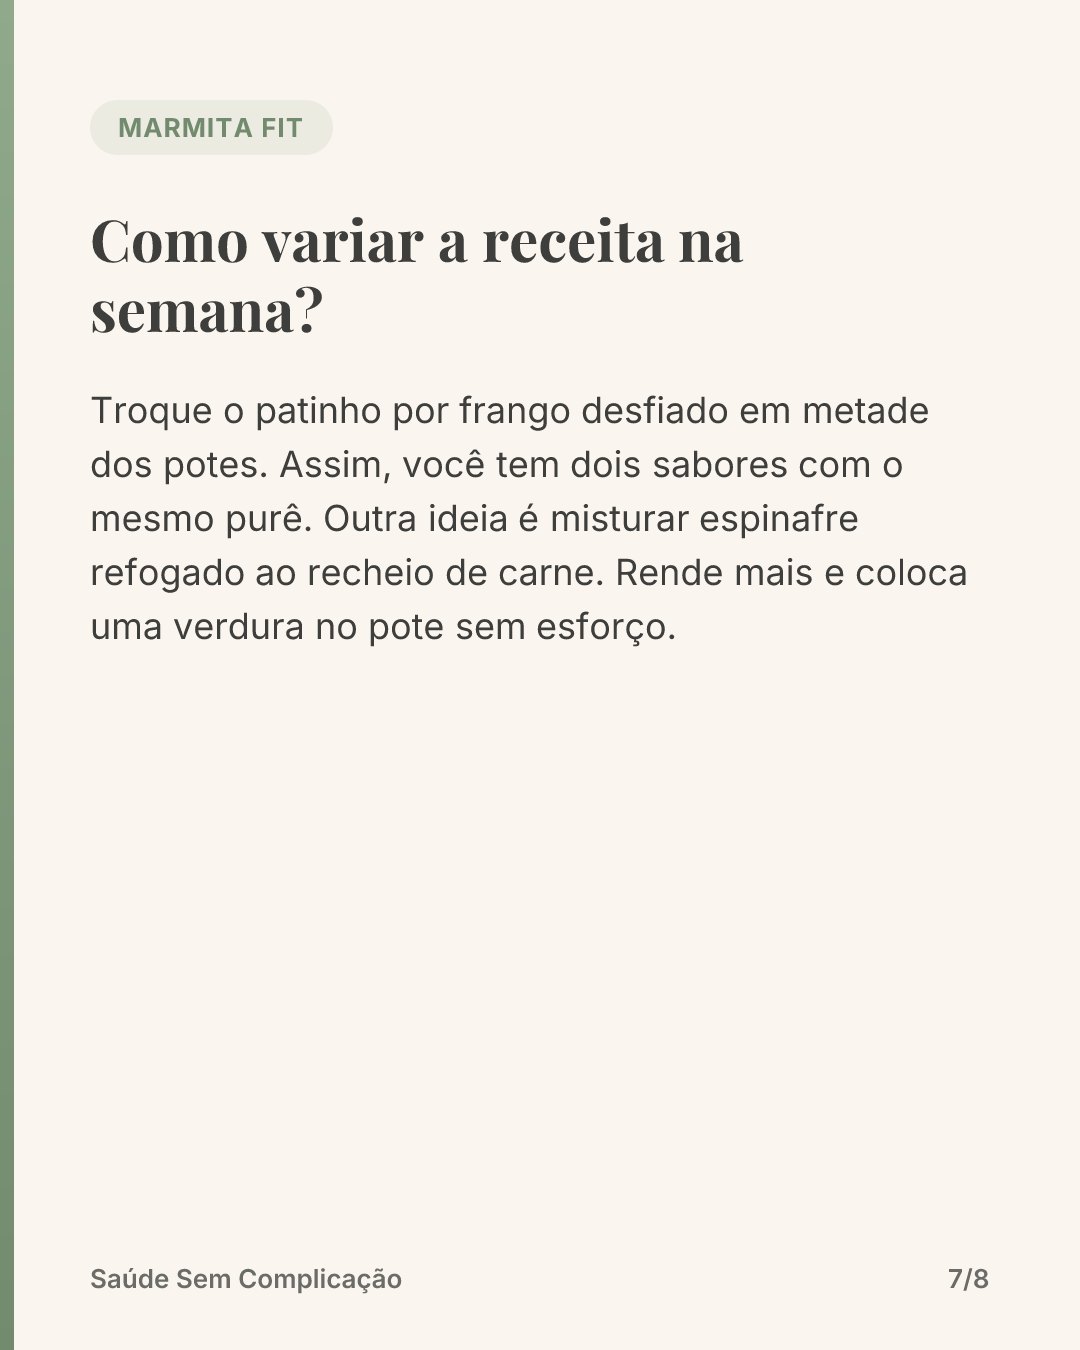 MARMITA FIT
Como variar a receita na
semana?
Troque o patinho por frango desfiado em metade
dos potes. Assim, você tem dois sabores com o
mesmo purê. Outra ideia é misturar espinafre
refogado ao recheio de carne. Rende mais e coloca
uma verdura no pote sem esforço.
Saúde Sem Complicação
7/8